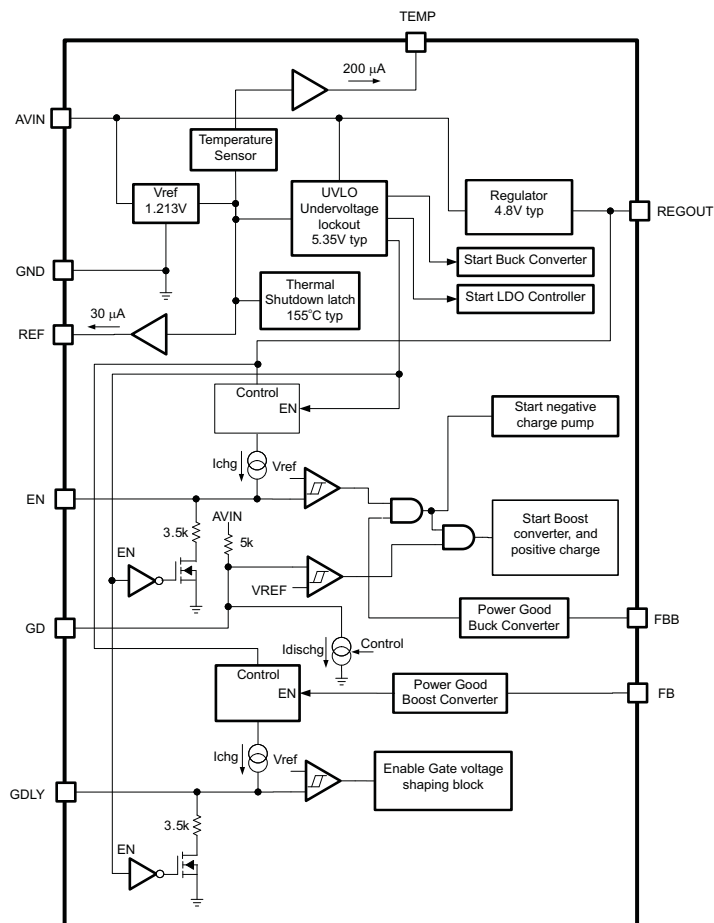 TEMP
200 μA
AVIN
Temperature
Sensor
Vref
1.213V
UVLO
Undervoltage
lockout
5.35V typ
Regulator
4.8V typ
REGOUT
Start Buck Converter
GND
Thermal
Shutdown latch
155°C typ
Start LDO Controller
30 μA
REF
Control
EN
Start negative
charge pump
Ichg
Vref
EN
3.5k
AVIN
5k
Start Boost
converter, and
positive charge
EN
VREF
Power Good
Buck Converter
FBB
GD
Idischg
Control
Control
EN
Power Good
Boost Converter
FB
Ichg
Vref
Enable Gate voltage
shaping block
GDLY
3.5k
EN